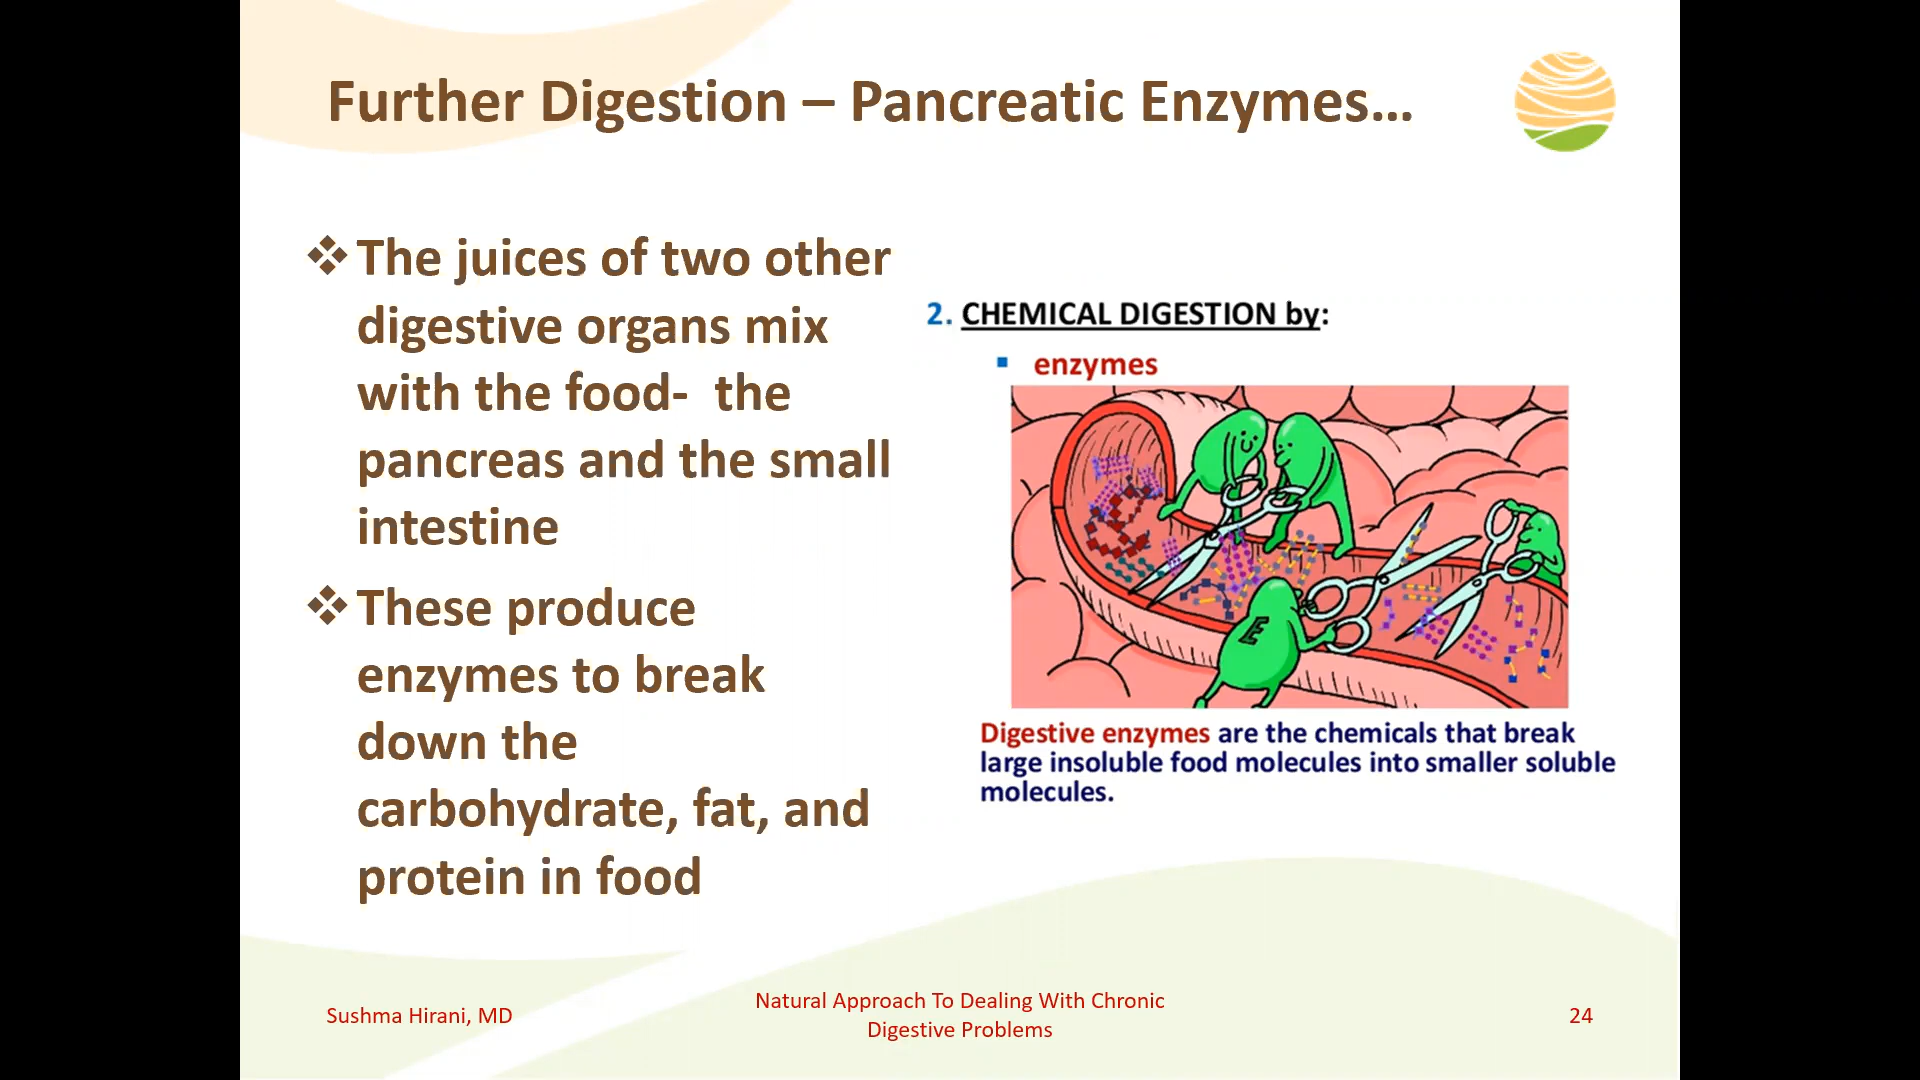 Further Digestion – Pancreatic Enzymes...
❖ The juices of two other
digestive organs mix
with the food-  the
pancreas and the small
intestine
❖ These produce
enzymes to break
down the
carbohydrate, fat, and
protein in food
2. CHEMICAL DIGESTION by:
▪ enzymes
E
Digestive enzymes are the chemicals that break
large insoluble food molecules into smaller soluble
molecules.
Sushma Hirani, MD
Natural Approach To Dealing With Chronic
Digestive Problems
24